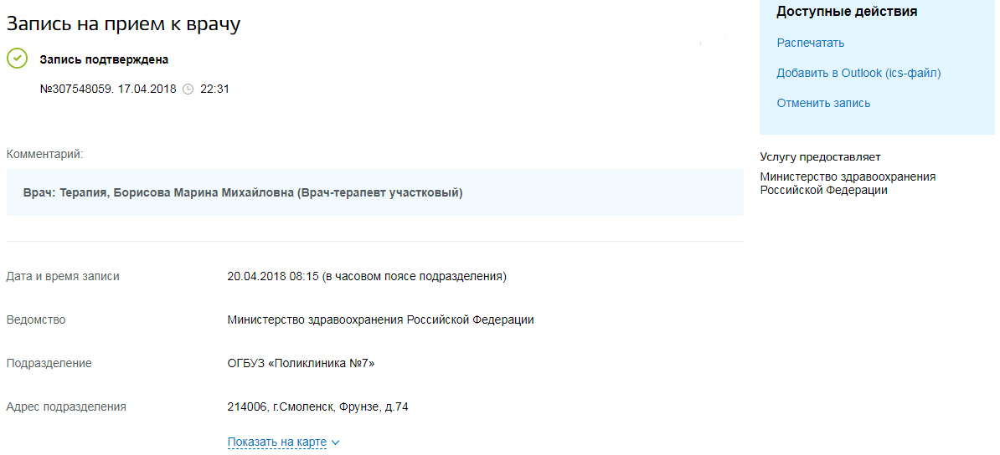 Запись на прием к врачу
Запись подтверждена
№307548059. 17.04.2018 22:31
Комментарий:
Врач: Терапия, Борисова Марина Михайловна (Врач-терапевт участковый)
Дата и время записи 20.04.2018 08:15 (в часовом поясе подразделения)
Ведомство Министерство здравоохранения Российской Федерации
Подразделение ОГБУЗ «Поликлиника №7»
Адрес подразделения 214006, г.Смоленск, Фрунзе, д.74
Показать на карте
Доступные действия
Распечатать
Добавить в Outlook (ics-файл)
Отменить запись
Услугу предоставляет
Министерство здравоохранения
Российской Федерации